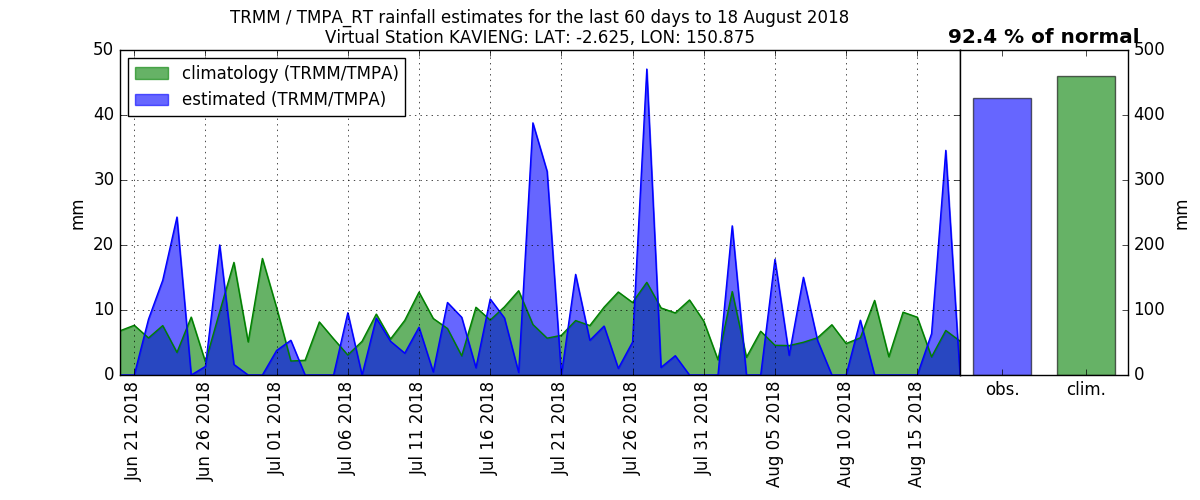 TRMM / TMPA_RT rainfall estimates for the last 60 days to 18 August 2018
Virtual Station KAVIENG: LAT: -2.625, LON: 150.875
92.4 % of normal
climatology (TRMM/TMPA)
estimated (TRMM/TMPA)
50
40
30
20
10
0
mm
Jun 21 2018
Jun 26 2018
Jul 01 2018
Jul 06 2018
Jul 11 2018
Jul 16 2018
Jul 21 2018
Jul 26 2018
Jul 31 2018
Aug 05 2018
Aug 10 2018
Aug 15 2018
obs.
clim.
500
400
300
200
100
0
mm